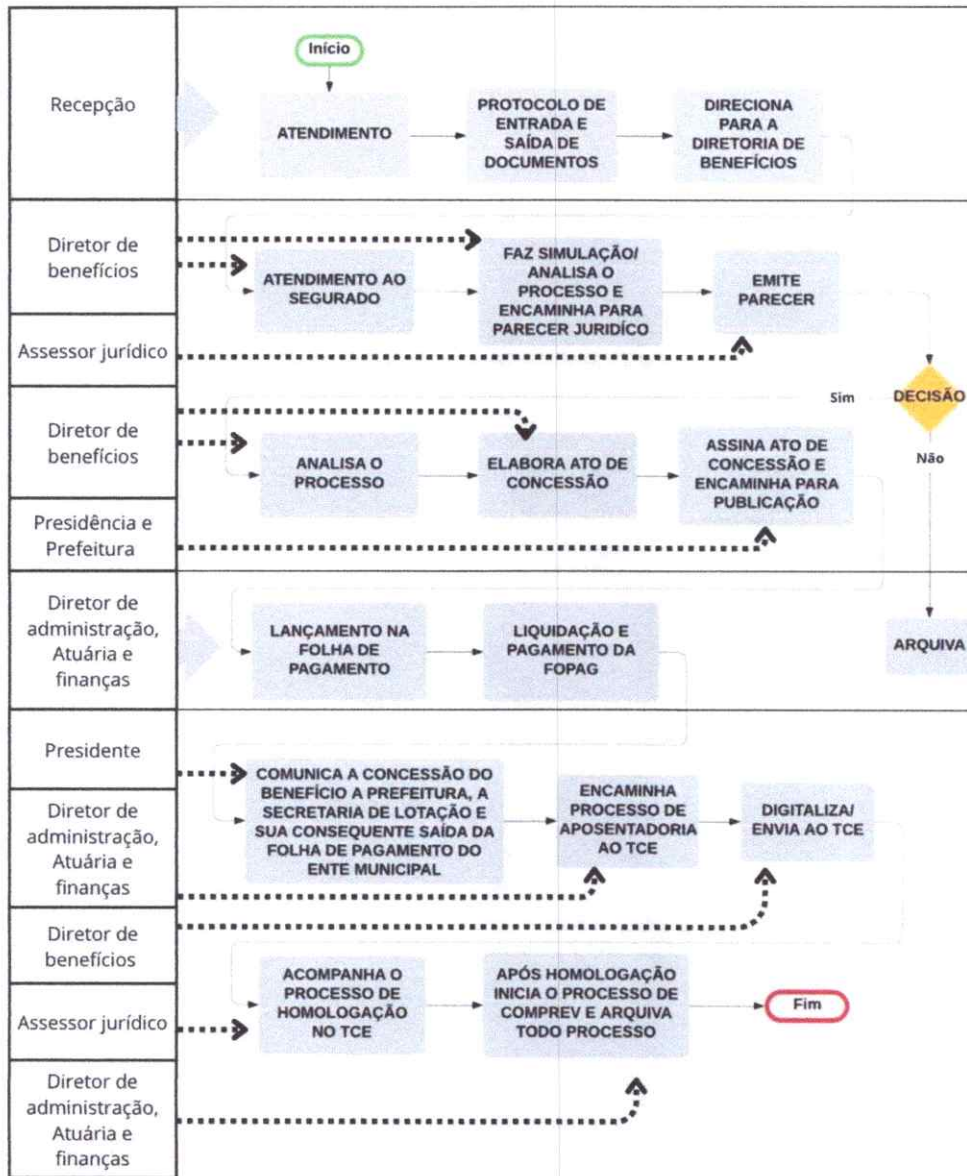 Recepção
Início
ATENDIMENTO
PROTOCOLO DE
ENTRADA E
SAÍDA DE
DOCUMENTOS
DIRECIONA
PARA A
DIRETORIA DE
BENEFÍCIOS
Diretor de
benefícios
ATENDIMENTO AO
SEGURADO
FAZ SIMULAÇÃO/
ANALISA O
PROCESSO E
ENCAMINHA PARA
PARECER JURIDÍCO
EMITE
PARECER
Assessor jurídico
DECISÃO
Sim
Não
Diretor de
benefícios
ANALISA O
PROCESSO
ELABORA ATO DE
CONCESSÃO
ASSINA ATO DE
CONCESSÃO E
ENCAMINHA PARA
PUBLICAÇÃO
Presidência e
Prefeitura
Diretor de
administração,
Atuária e
finanças
LANÇAMENTO NA
FOLHA DE
PAGAMENTO
LIQUIDAÇÃO E
PAGAMENTO DA
FOPAG
ARQUIVA
Presidente
COMUNICA A CONCESSÃO DO
BENEFÍCIO A PREFEITURA, A
SECRETARIA DE LOTAÇÃO E
SUA CONSEQUENTE SAÍDA DA
FOLHA DE PAGAMENTO DO
ENTE MUNICIPAL
ENCAMINHA
PROCESSO DE
APOSENTADORIA
AO TCE
DIGITALIZA/
ENVIA AO TCE
Diretor de
administração,
Atuária e
finanças
Diretor de
benefícios
ACOMPANHA O
PROCESSO DE
HOMOLOGAÇÃO
NO TCE
APÓS HOMOLOGAÇÃO
INICIA O PROCESSO DE
COMPREV E ARQUIVA
TODO PROCESSO
Fim
Assessor jurídico
Diretor de
administração,
Atuária e
finanças